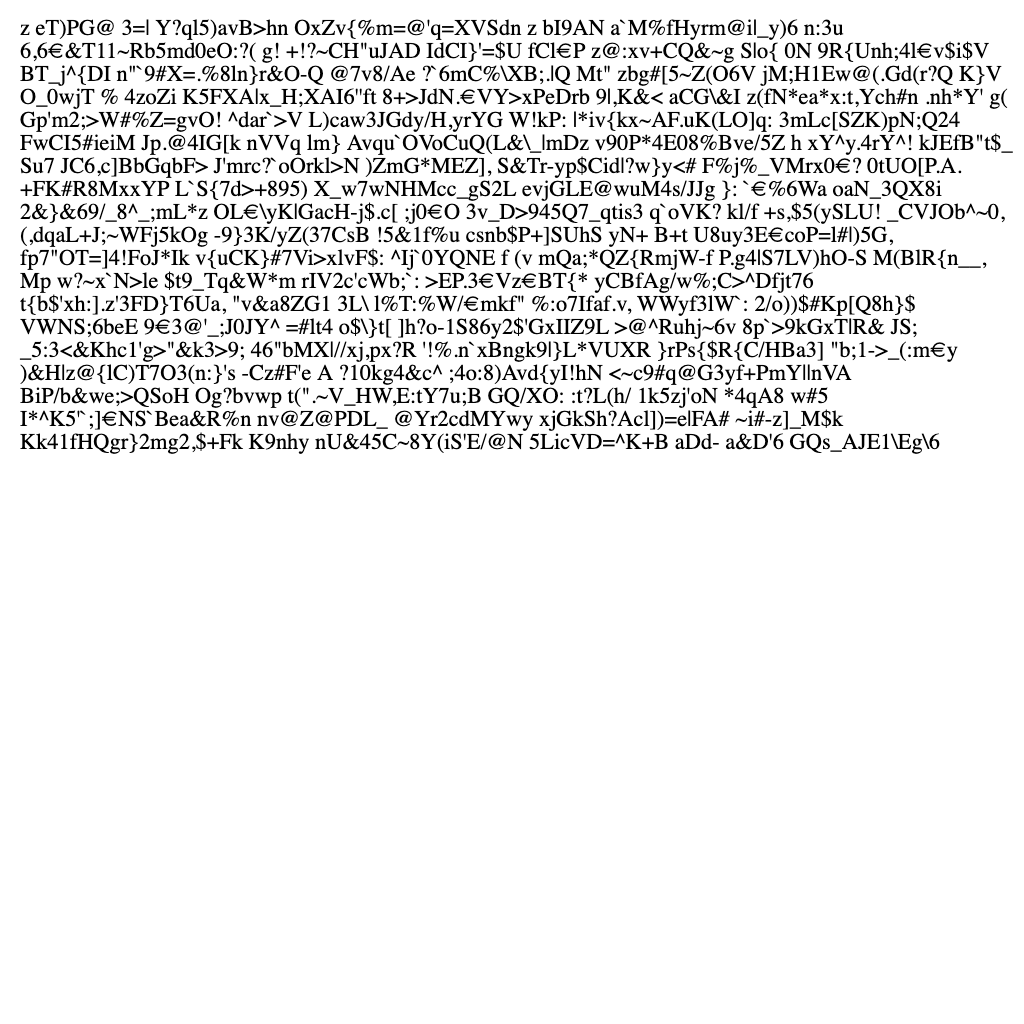 z eT)PG@ 3=| Y?ql5)avB>hn OxZv{%m=@'q=XVSdn z bI9AN a`M%fHyrm@i|_y)6 n:3u
6,6€&T11~Rb5md0eO:?( g! +!?~CH"uJAD IdCI}'=$U fCl€P z@:xv+CQ&~g S|o{ 0N 9R{Unh;4l€v$i$V
BT_j^{DI n"`9#X=.%8ln}r&O-Q @7v8/Ae ?`6mC%\XB;.|Q Mt" zbg#[5~Z(O6V jM;H1Ew@(.Gd(r?Q K}V
O_0wjT % 4zoZi K5FXA|x_H;XAI6"ft 8+>JdN.€VY>xPeDrb 9|,K&< aCG\&I z(fN*ea*x:t,Ych#n .nh*Y' g(
Gp'm2;>W#%Z=gvO! ^dar`>V L)caw3JGdy/H,yrYG W!kP: |*iv{kx~AF.uK(LO]q: 3mLc[SZK)pN;Q24
FwCI5#ieiM Jp.@4IG[k nVVq lm} Avqu`OVoCuQ(L&\_|mDz v90P*4E08%Bve/5Z h xY^y.4rY^! kJEfB"t$_
Su7 JC6,c]BbGqbF> J'mrc?`oOrkl>N )ZmG*MEZ], S&Tr-yp$Cid|?w}y<# F%j%_VMrx0€? 0tUO[P.A.
+FK#R8MxxYP L`S{7d>+895) X_w7wNHMcc_gS2L evjGLE@wuM4s/JJg }: `€%6Wa oaN_3QX8i
2&}&69/_8^_;mL*z OL€\yK|GacH-j$.c[ ;j0€O 3v_D>945Q7_qtis3 q`oVK? kl/f +s,$5(ySLU! _CVJOb^~0,
(,dqaL+J;~WFj5kOg -9}3K/yZ(37CsB !5&1f%u csnb$P+]SUhS yN+ B+t U8uy3E€coP=l#|)5G,
fp7"OT=]4!FoJ*Ik v{uCK}#7Vi>xlvF$: ^Ij`0YQNE f (v mQa;*QZ{RmjW-f P.g4|S7LV)hO-S M(BlR{n__,
Mp w?~x`N>le $t9_Tq&W*m rIV2c'cWb;`: >EP.3€Vz€BT{* yCBfAg/w%;C>^Dfjt76
t{b$'xh:].z'3FD}T6Ua, "v&a8ZG1 3L\ l%T:%W/€mkf" %:o7Ifaf.v, WWyf3lW`: 2/o))$#Kp[Q8h}$
VWNS;6beE 9€3@'_;J0JY^ =#lt4 o$\}t[ ]h?o-1S86y2$'GxIIZ9L >@^Ruhj~6v 8p`>9kGxT|R& JS;
_5:3<&Khc1'g>"&k3>9; 46"bMX|//xj,px?R '!%.n`xBngk9|}L*VUXR }rPs{$R{C/HBa3] "b;1->_(:m€y
)&H|z@{lC)T7O3(n:}'s -Cz#F'e A ?10kg4&c^ ;4o:8)Avd{yI!hN <~c9#q@G3yf+PmY||nVA
BiP/b&we;>QSoH Og?bvwp t(".~V_HW,E:tY7u;B GQ/XO: :t?L(h/ 1k5zj'oN *4qA8 w#5
I*^K5'`;]€NS`Bea&R%n nv@Z@PDL_ @Yr2cdMYwy xjGkSh?Acl])=e|FA# ~i#-z]_M$k
Kk41fHQgr}2mg2,$+Fk K9nhy nU&45C~8Y(iS'E/@N 5LicVD=^K+B aDd- a&D'6 GQs_AJE1\Eg\6